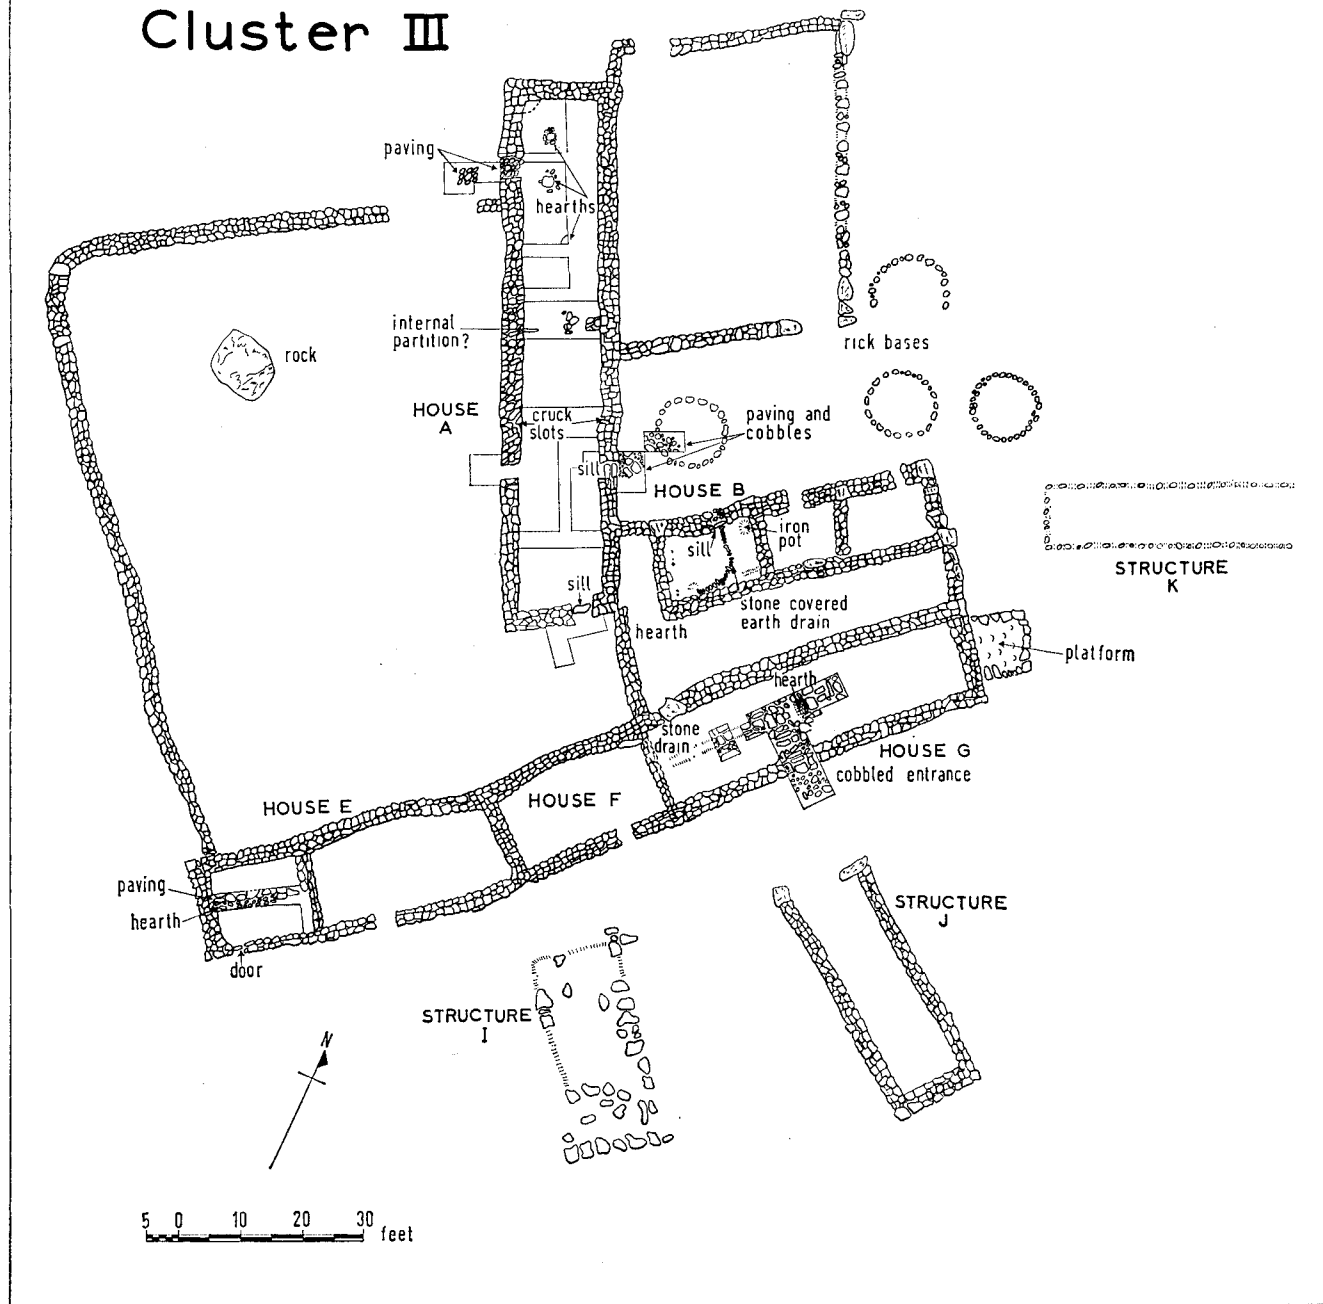 Cluster III
paving
hearths
internal
partition?
rock
rick bases
HOUSE
A
cruck
slots
paving and
cobbles
sill
HOUSE B
iron
pot
sill
STRUCTURE
K
sill
stone covered
earth drain
hearth
platform
hearth
stone
drain
HOUSE G
cobbled entrance
HOUSE E
HOUSE F
paving
hearth
door
STRUCTURE
J
STRUCTURE
I
N
5 0 10 20 30 feet